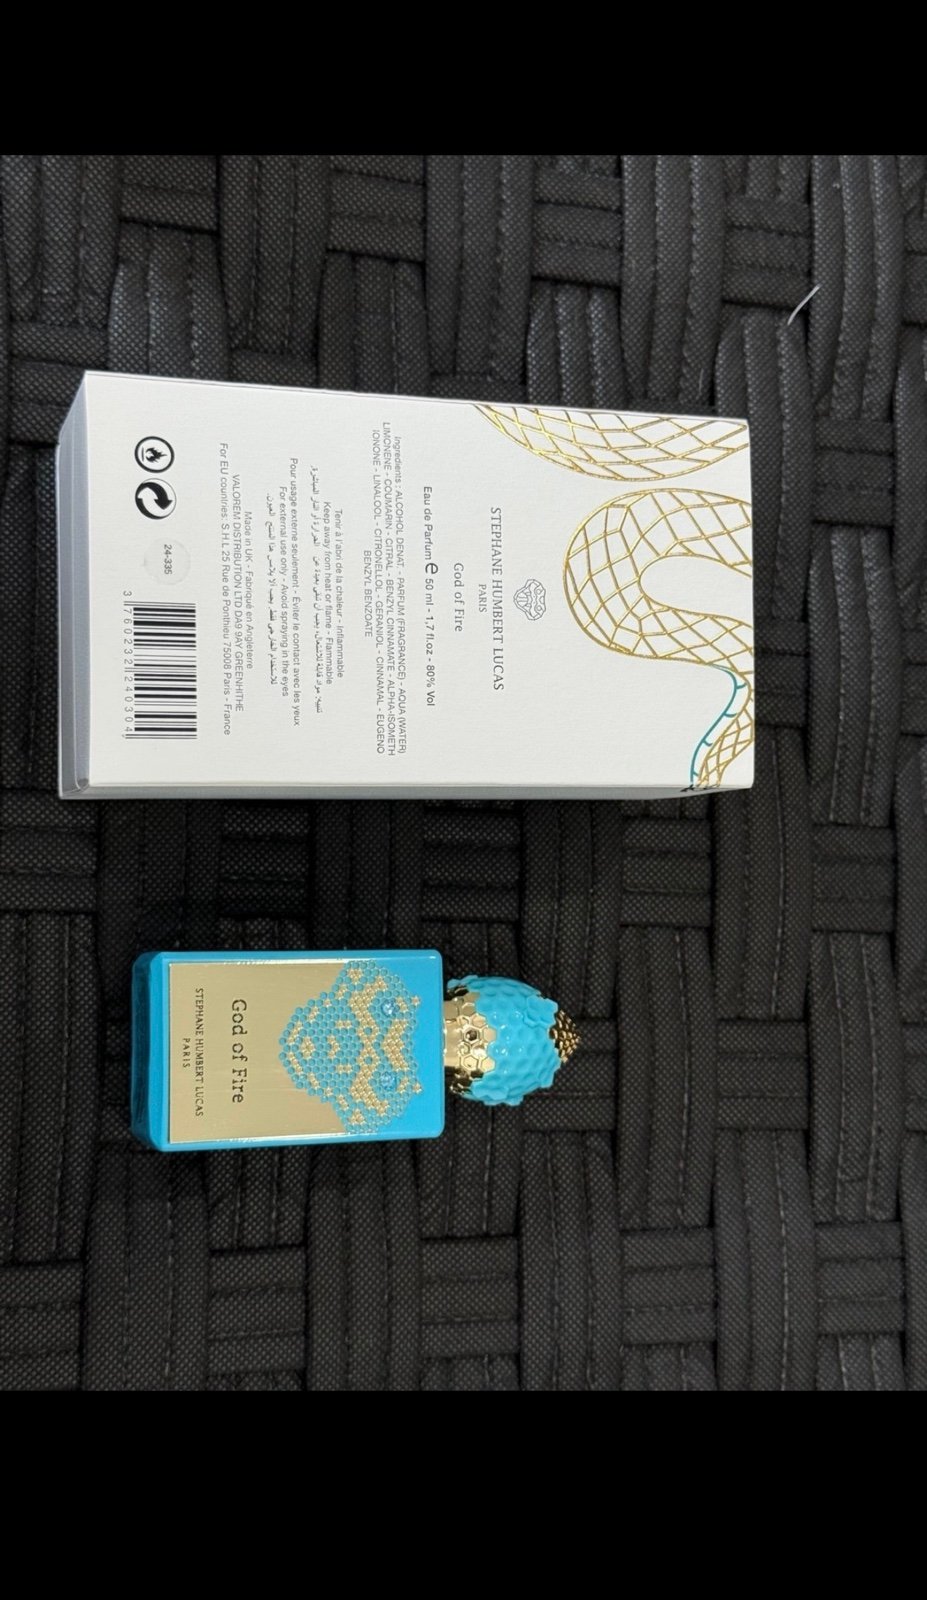 STEPHANE HUMBERT LUCAS
PARIS
God of Fire
Eau de Parfum e 50 ml - 1,7 fl.oz - 80% Vol
Ingredients : ALCOHOL DENAT. - PARFUM (FRAGRANCE) - AQUA (WATER)
LIMONENE - COUMARIN - CITRAL - BENZYL CINNAMATE - ALPHA-ISOMETH
IONONE - LINALOOL - CITRONELLOL - GERANIOL - CINNAMAL - EUGENO
BENZYL BENZOATE
Tenir à l'abri de la chaleur - Inflammable
Keep away from heat or flame - Flammable
Pour usage externe seulement - Éviter le contact avec les yeux
For external use only - Avoid spraying in the eyes
Made in UK - Fabriqué en Angleterre
VALOREM DISTRIBUTION LTD DA9 9AY GREENHITHE
For EU countries: S.H.L 25 Rue de Ponthieu 75008 Paris - France
24-335
3 760232 240304
God of Fire
STEPHANE HUMBERT LUCAS
PARIS